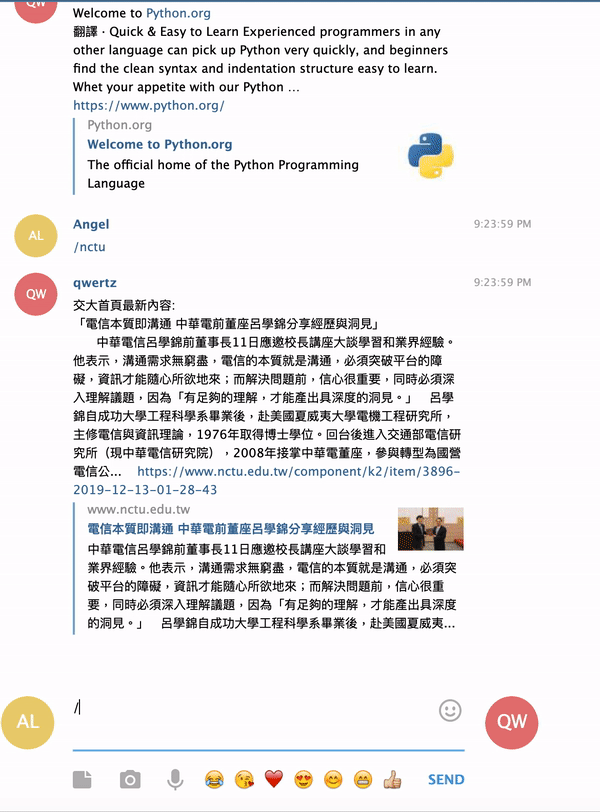 QW
Welcome to Python.org
翻譯 · Quick & Easy to Learn Experienced programmers in any
other language can pick up Python very quickly, and beginners
find the clean syntax and indentation structure easy to learn.
Whet your appetite with our Python …
https://www.python.org/
Python.org
Welcome to Python.org
The official home of the Python Programming
Language
AL
Angel
9:23:59 PM
/nctu
QW
qwertz
9:23:59 PM
交大首頁最新內容:
「電信本質即溝通 中華電前董座呂學錦分享經歷與洞見」
中華電信呂學錦前董事長11日應邀校長講座大談學習和業界經驗。
他表示，溝通需求無窮盡，電信的本質就是溝通，必須突破平台的障
礙，資訊才能隨心所欲地來；而解決問題前，信心很重要，同時必須深
入理解議題，因為「有足夠的理解，才能產出具深度的洞見。」 呂學
錦自成功大學工程科學系畢業後，赴美國夏威夷大學電機工程研究所，
主修電信與資訊理論，1976年取得博士學位。回台後進入交通部電信研
究所（現中華電信研究院），2008年接掌中華電董座，參與轉型為國營
電信公... https://www.nctu.edu.tw/component/k2/item/3896-
2019-12-13-01-28-43
www.nctu.edu.tw
電信本質即溝通 中華電前董座呂學錦分享經歷與洞見
中華電信呂學錦前董事長11日應邀校長講座大談學習和
業界經驗。他表示，溝通需求無窮盡，電信的本質就是溝通，必須突
破平台的障礙，資訊才能隨心所欲地來；而解決問題前，信心很重
要，同時必須深入理解議題，因為「有足夠的理解，才能產出具深度
的洞見。」 呂學錦自成功大學工程科學系畢業後，赴美國夏威夷...
AL
/
QW
SEND